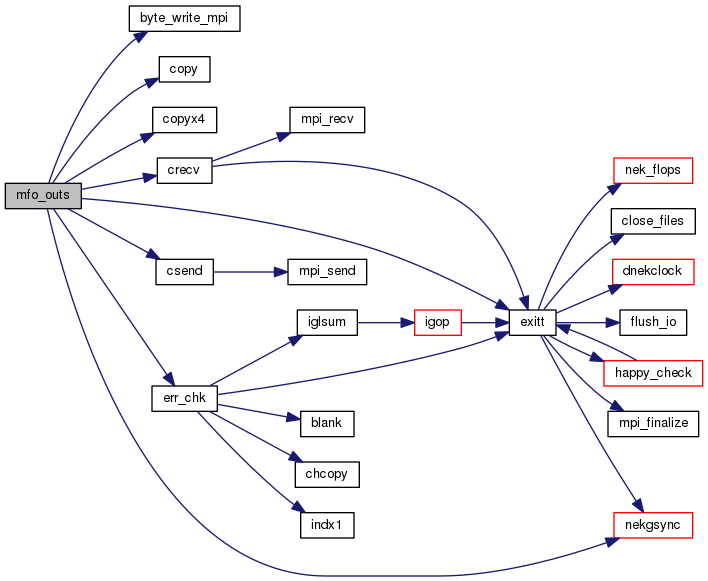 byte_write_mpi
copy
copyx4
mpi_recv
crecv
nek_flops
mfo_outs
close_files
csend
mpi_send
dnekclock
iglsum
igop
exitt
flush_io
happy_check
err_chk
blank
mpi_finalize
chcopy
indx1
nekgsync